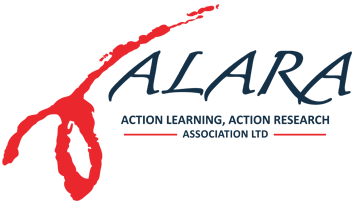 ALARA
ACTION LEARNING, ACTION RESEARCH
ASSOCIATION LTD